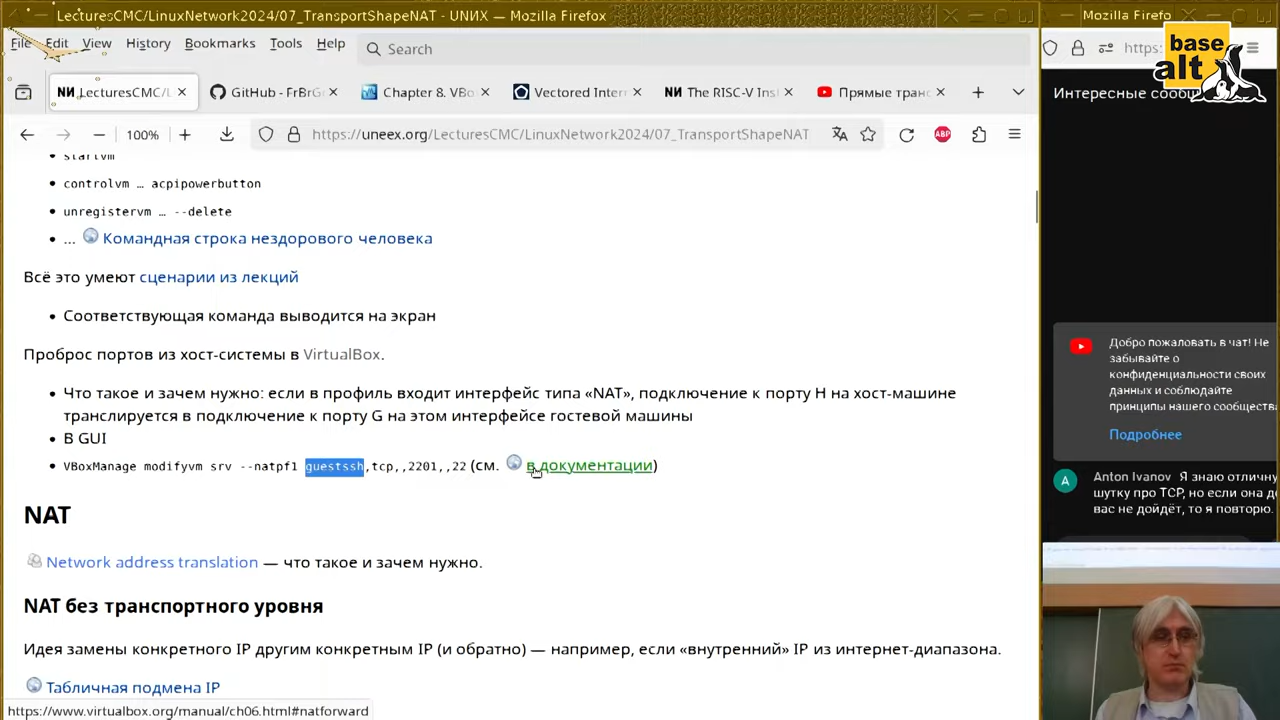 LecturesCMC/LinuxNetwork2024/07_TransportShapeNAT - UNИX — Mozilla Firefox
File Edit View History Bookmarks Tools Help
Search
NИ LecturesCMC/L
GitHub - FrBrGr
Chapter 8. VBo
Vectored Inter
NИ The RISC-V Ins
Прямые транс
100%
https://uneex.org/LecturesCMC/LinuxNetwork2024/07_TransportShapeNAT
ABP
startvm
controlvm … acpipowerbutton
unregistervm … --delete
... Командная строка нездорового человека
Всё это умеют сценарии из лекций
Соответствующая команда выводится на экран
Проброс портов из хост-системы в VirtualBox.
Что такое и зачем нужно: если в профиль входит интерфейс типа «NAT», подключение к порту H на хост-машине
транслируется в подключение к порту G на этом интерфейсе гостевой машины
В GUI
VBoxManage modifyvm srv --natpf1 guestssh,tcp,,2201,,22 (см. в документации)
NAT
Network address translation — что такое и зачем нужно.
NAT без транспортного уровня
Идея замены конкретного IP другим конкретным IP (и обратно) — например, если «внутренний» IP из интернет-диапазона.
Табличная подмена IP
https://www.virtualbox.org/manual/ch06.html#natforward
Mozilla Firefo
https:
base
alt
Интересные сообщ
Добро пожаловать в чат! Не
забывайте о
конфиденциальности своих
данных и соблюдайте
принципы нашего сообществ
Подробнее
A
Anton Ivanov Я знаю отличну
шутку про TCP, но если она д
вас не дойдёт, то я повторю.